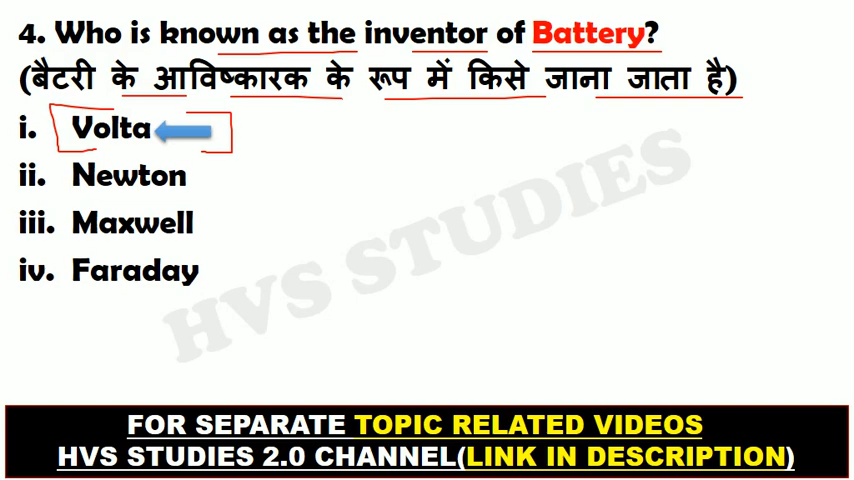 4. Who is known as the inventor of Battery?
(बैटरी के आविष्कारक के रूप में किसे जाना जाता है)
i. Volta
ii. Newton
iii. Maxwell
iv. Faraday
HVS STUDIES
FOR SEPARATE TOPIC RELATED VIDEOS
HVS STUDIES 2.0 CHANNEL(LINK IN DESCRIPTION)